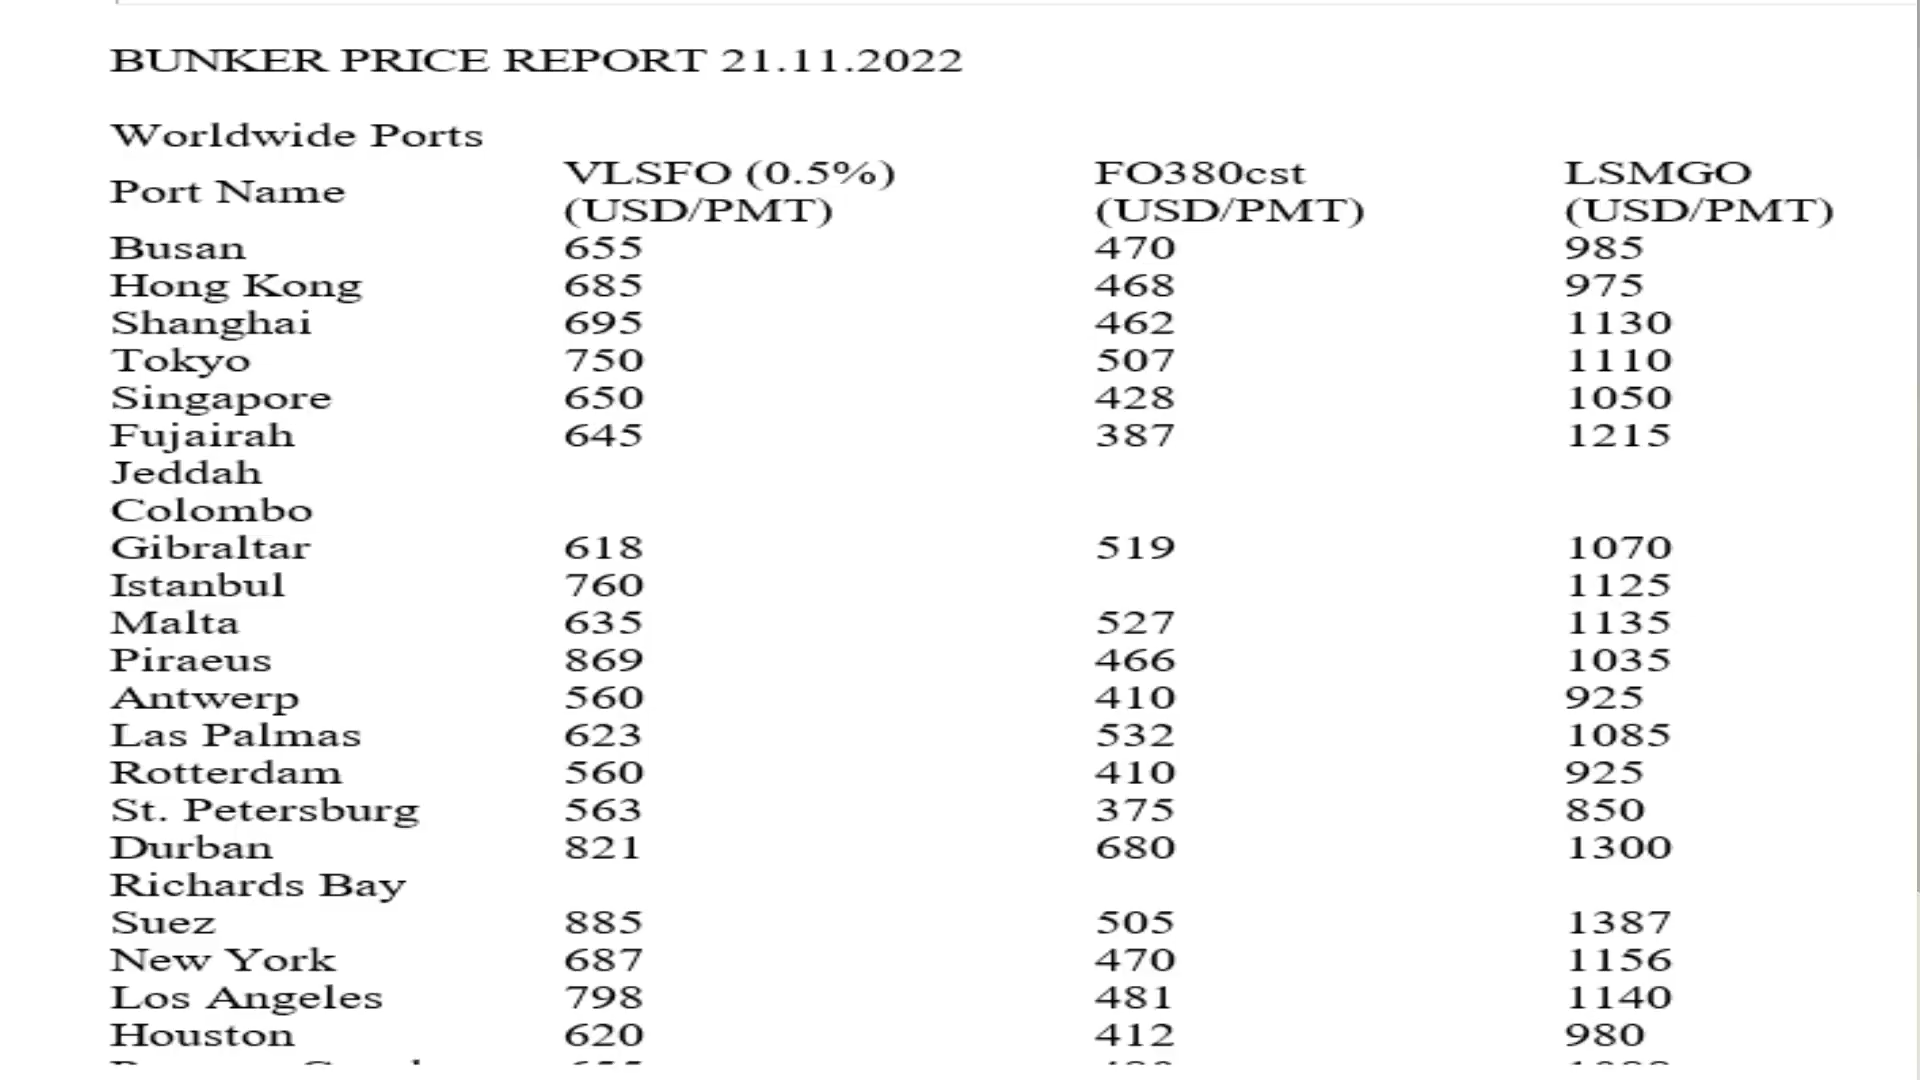 BUNKER PRICE REPORT 21.11.2022
Worldwide Ports
Port Name VLSFO (0.5%) (USD/PMT) FO380cst (USD/PMT) LSMGO (USD/PMT)
Busan 655 470 985
Hong Kong 685 468 975
Shanghai 695 462 1130
Tokyo 750 507 1110
Singapore 650 428 1050
Fujairah 645 387 1215
Jeddah
Colombo
Gibraltar 618 519 1070
Istanbul 760 1125
Malta 635 527 1135
Piraeus 869 466 1035
Antwerp 560 410 925
Las Palmas 623 532 1085
Rotterdam 560 410 925
St. Petersburg 563 375 850
Durban 821 680 1300
Richards Bay
Suez 885 505 1387
New York 687 470 1156
Los Angeles 798 481 1140
Houston 620 412 980